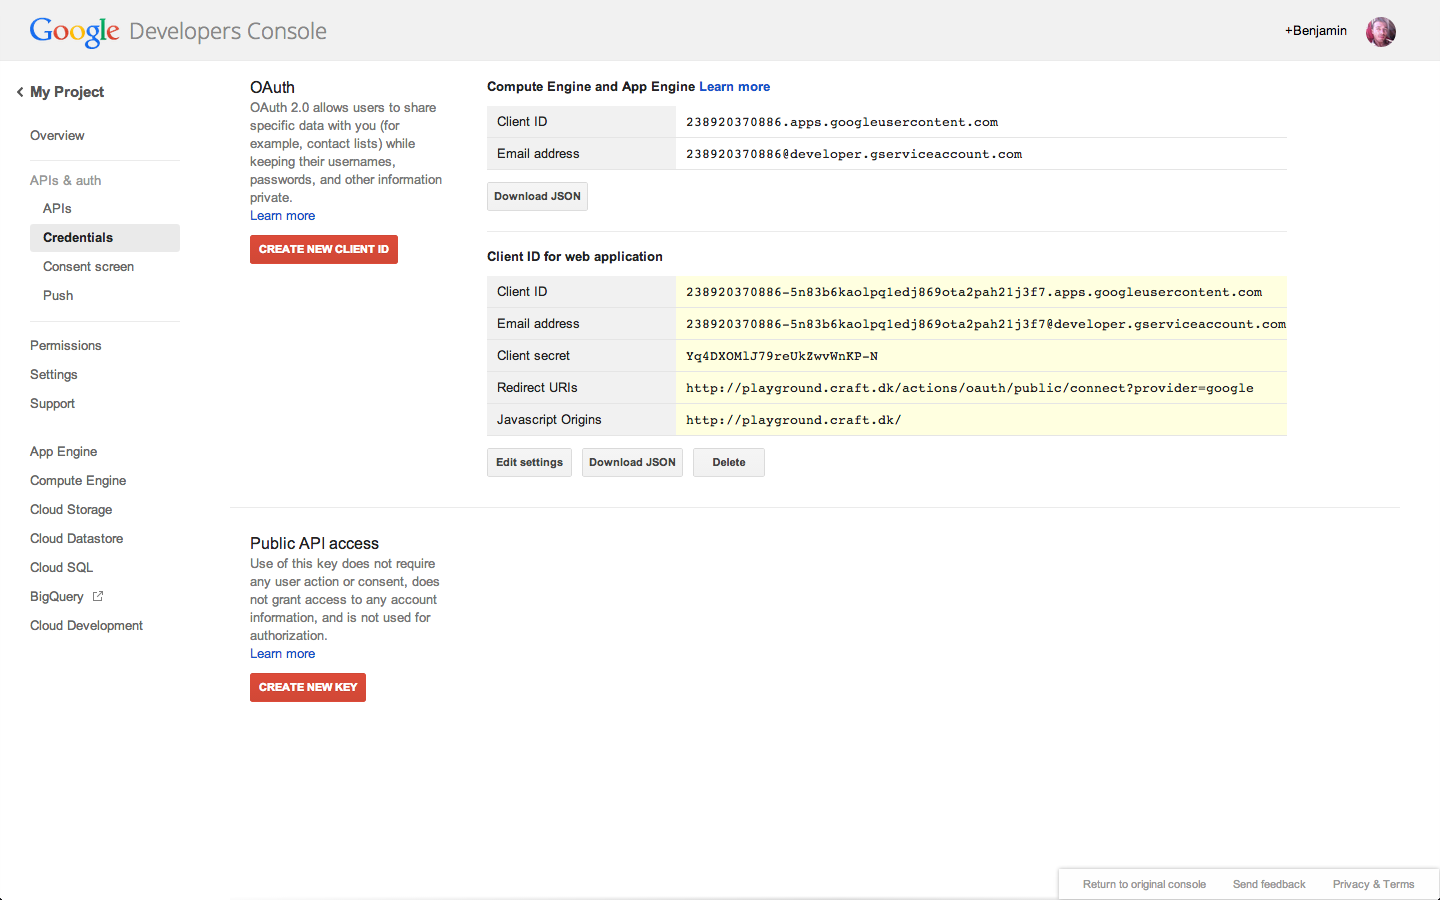 Google Developers Console
+Benjamin
My Project
Overview
APIs & auth
APIs
Credentials
Consent screen
Push
Permissions
Settings
Support
App Engine
Compute Engine
Cloud Storage
Cloud Datastore
Cloud SQL
BigQuery
Cloud Development
OAuth
OAuth 2.0 allows users to share
specific data with you (for
example, contact lists) while
keeping their usernames,
passwords, and other information
private.
Learn more
CREATE NEW CLIENT ID
Compute Engine and App Engine Learn more
Client ID 238920370886.apps.googleusercontent.com
Email address 238920370886@developer.gserviceaccount.com
Download JSON
Client ID for web application
Client ID 238920370886-5n83b6kaolpq1edj869ota2pah21j3f7.apps.googleusercontent.com
Email address 238920370886-5n83b6kaolpq1edj869ota2pah21j3f7@developer.gserviceaccount.com
Client secret Yq4DXOMlJ79reUkZwvWnKP-N
Redirect URIs http://playground.craft.dk/actions/oauth/public/connect?provider=google
Javascript Origins http://playground.craft.dk/
Edit settings Download JSON Delete
Public API access
Use of this key does not require
any user action or consent, does
not grant access to any account
information, and is not used for
authorization.
Learn more
CREATE NEW KEY
Return to original console Send feedback Privacy & Terms